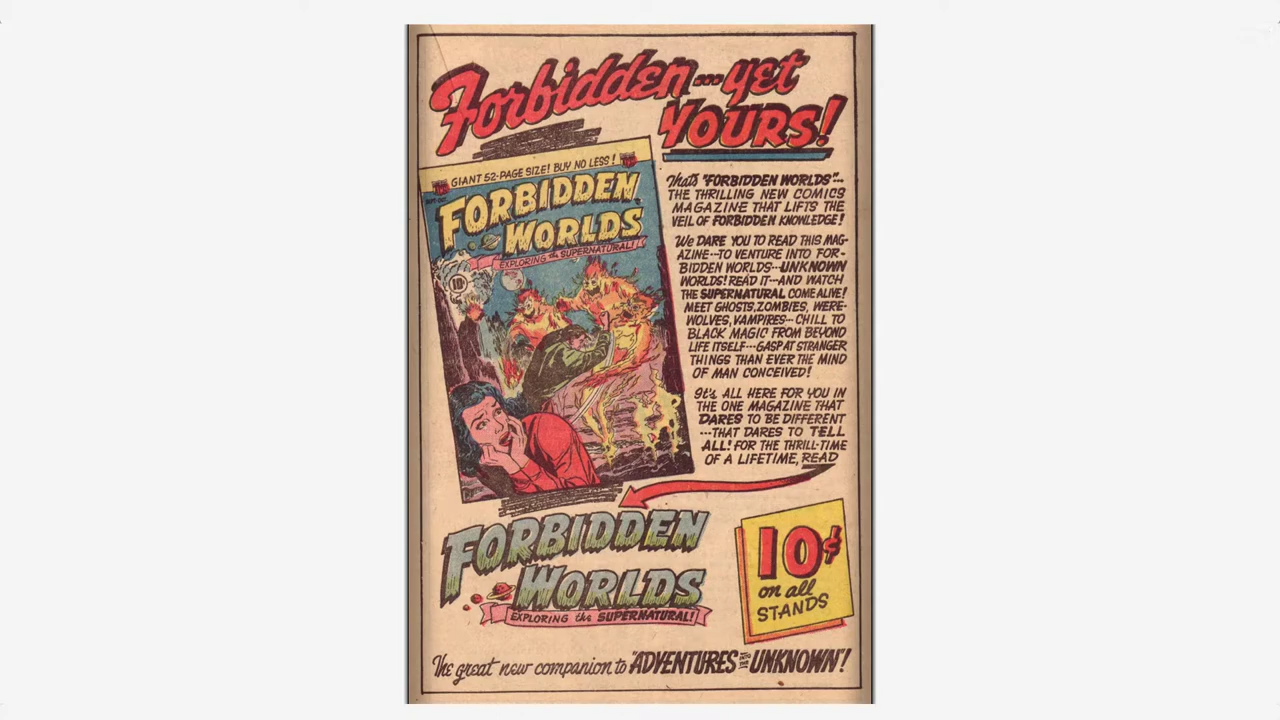 Forbidden---yet
YOURS!
GIANT 52-PAGE SIZE! BUY NO LESS!
SEPT.-OCT.
FORBIDDEN
WORLDS
EXPLORING the SUPERNATURAL!
10¢
That's "FORBIDDEN WORLDS"--
THE THRILLING NEW COMICS
MAGAZINE THAT LIFTS THE
VEIL OF FORBIDDEN KNOWLEDGE!
We DARE YOU TO READ THIS MAG-
AZINE---TO VENTURE INTO FOR-
BIDDEN WORLDS---UNKNOWN
WORLDS! READ IT---AND WATCH
THE SUPERNATURAL COME ALIVE!
MEET GHOSTS, ZOMBIES, WERE-
WOLVES, VAMPIRES---CHILL TO
BLACK MAGIC FROM BEYOND
LIFE ITSELF---GASP AT STRANGER
THINGS THAN EVER THE MIND
OF MAN CONCEIVED!
It's ALL HERE FOR YOU IN
THE ONE MAGAZINE THAT
DARES TO BE DIFFERENT
---THAT DARES TO TELL
ALL! FOR THE THRILL-TIME
OF A LIFETIME, READ
FORBIDDEN
WORLDS
EXPLORING the SUPERNATURAL!
10¢
on all
STANDS
The great new companion to "ADVENTURES INTO THE UNKNOWN"!